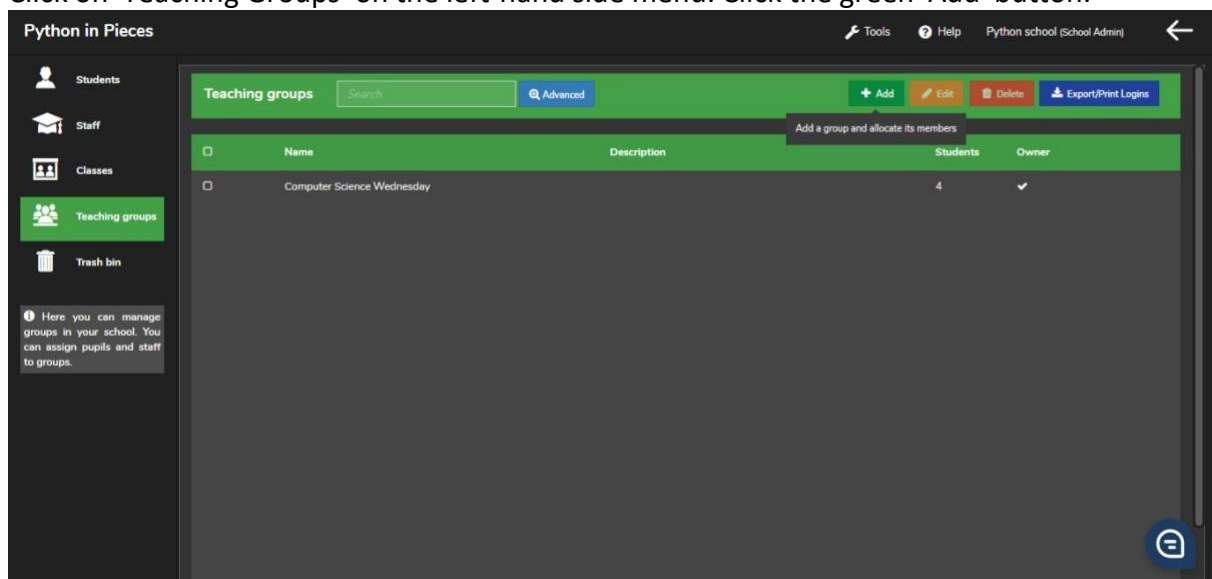 Click on 'Teaching Groups' on the left hand side menu. Click the green 'Add' button.
Python in Pieces
Tools
Help
Python school (School Admin)
Students
Staff
Classes
Teaching groups
Trash bin
Here you can manage
groups in your school. You
can assign pupils and staff
to groups.
Teaching groups
Search
Advanced
Add
Edit
Delete
Export/Print Logins
Add a group and allocate its members
Name
Description
Students
Owner
Computer Science Wednesday
4